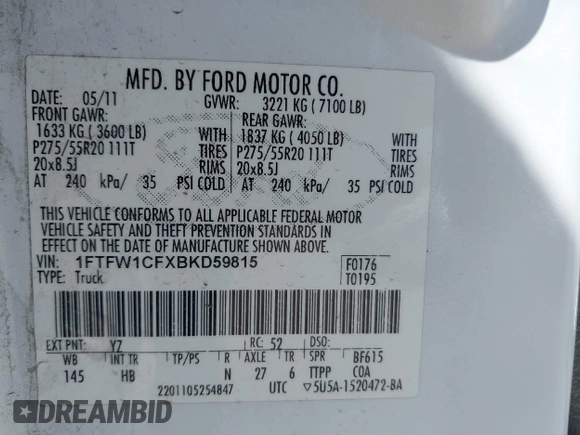 MFD. BY FORD MOTOR CO.
DATE: 05/11 GVWR: 3221 KG ( 7100 LB)
FRONT GAWR: REAR GAWR:
1633 KG ( 3600 LB) WITH 1837 KG ( 4050 LB) WITH
P275/55R20 111T TIRES P275/55R20 111T TIRES
20x8.5J RIMS 20x8.5J RIMS
AT 240 kPa/ 35 PSI COLD AT 240 kPa/ 35 PSI COLD
THIS VEHICLE CONFORMS TO ALL APPLICABLE FEDERAL MOTOR
VEHICLE SAFETY AND THEFT PREVENTION STANDARDS IN
EFFECT ON THE DATE OF MANUFACTURE SHOWN ABOVE.
VIN: 1FTFW1CFXBKD59815 F0176
TYPE: Truck T0195
EXT PNT: YZ RC: 52 DSO:
WB INT TR TP/PS R AXLE TR SPR BF615
145 HB N 27 6 TTPP COA
2201105254847 UTC ▽5U5A-1520472-BA
DEALERSCARS
REVEAL THE DEAL